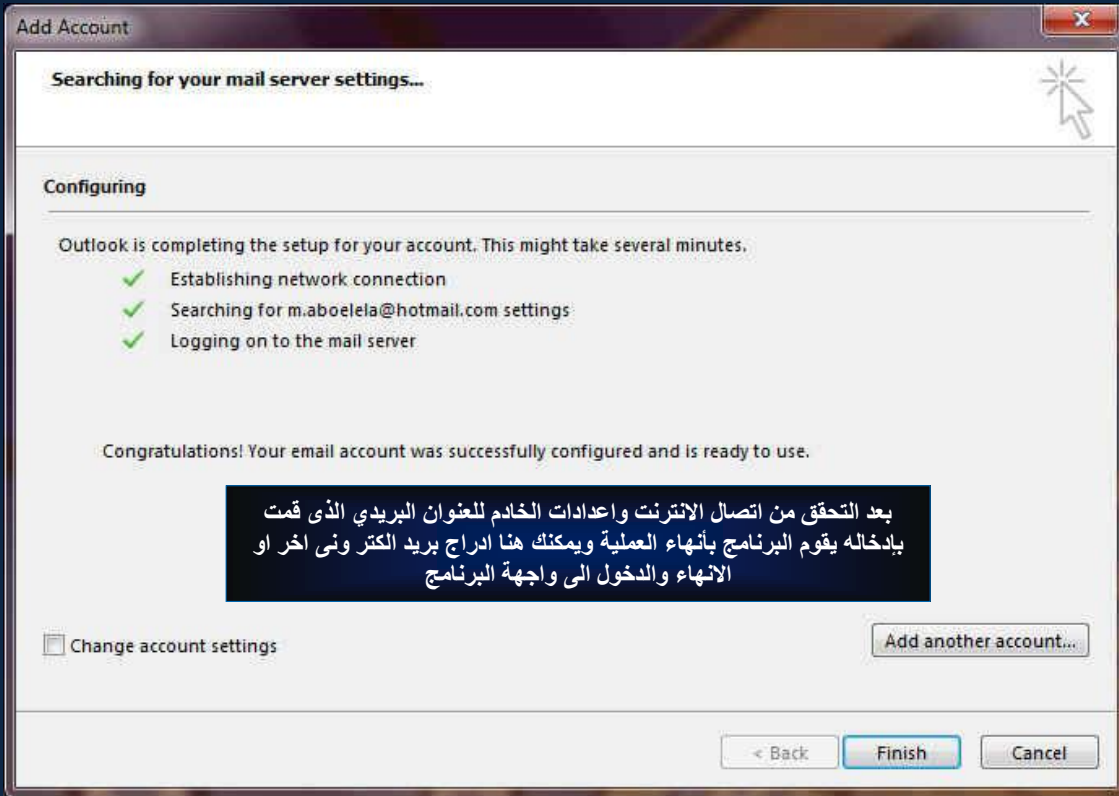 Add Account
Searching for your mail server settings...
Configuring
Outlook is completing the setup for your account. This might take several minutes.
Establishing network connection
Searching for m.aboelela@hotmail.com settings
Logging on to the mail server
Congratulations! Your email account was successfully configured and is ready to use.
بعد التحقق من اتصال الانترنت واعدادات الخادم للعنوان البريدي الذى قمت
بإدخاله يقوم البرنامج بأنهاء العملية ويمكنك هنا ادراج بريد الكتر ونى اخر او
الانهاء والدخول الى واجهة البرنامج
Change account settings
Add another account...
< Back
Finish
Cancel